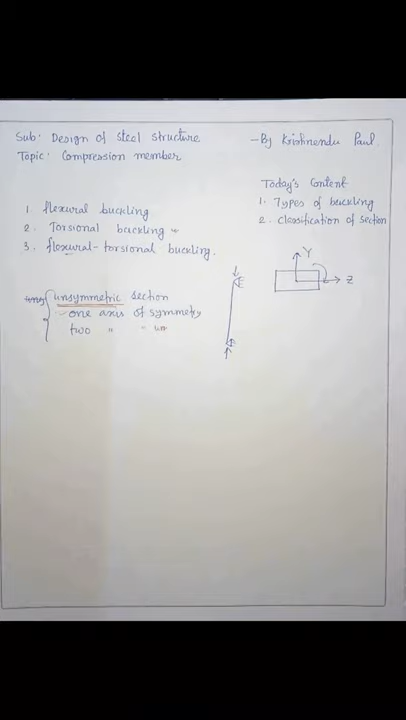 Sub: Design of steel structure
- By Krishnendu Paul.
Topic: Compression member
Today's Content
1. Types of buckling
2. Classification of section
1. flexural buckling
2. Torsional buckling
3. flexural-torsional buckling.
Y
Z
unsymmetric section
one axis of symmetry
two " "